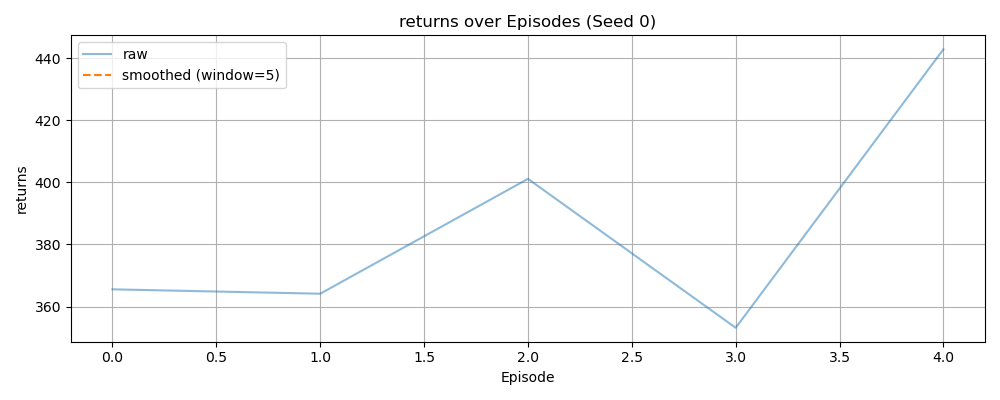 returns over Episodes (Seed 0)
raw
smoothed (window=5)
440
420
400
380
360
returns
0.0 0.5 1.0 1.5 2.0 2.5 3.0 3.5 4.0
Episode